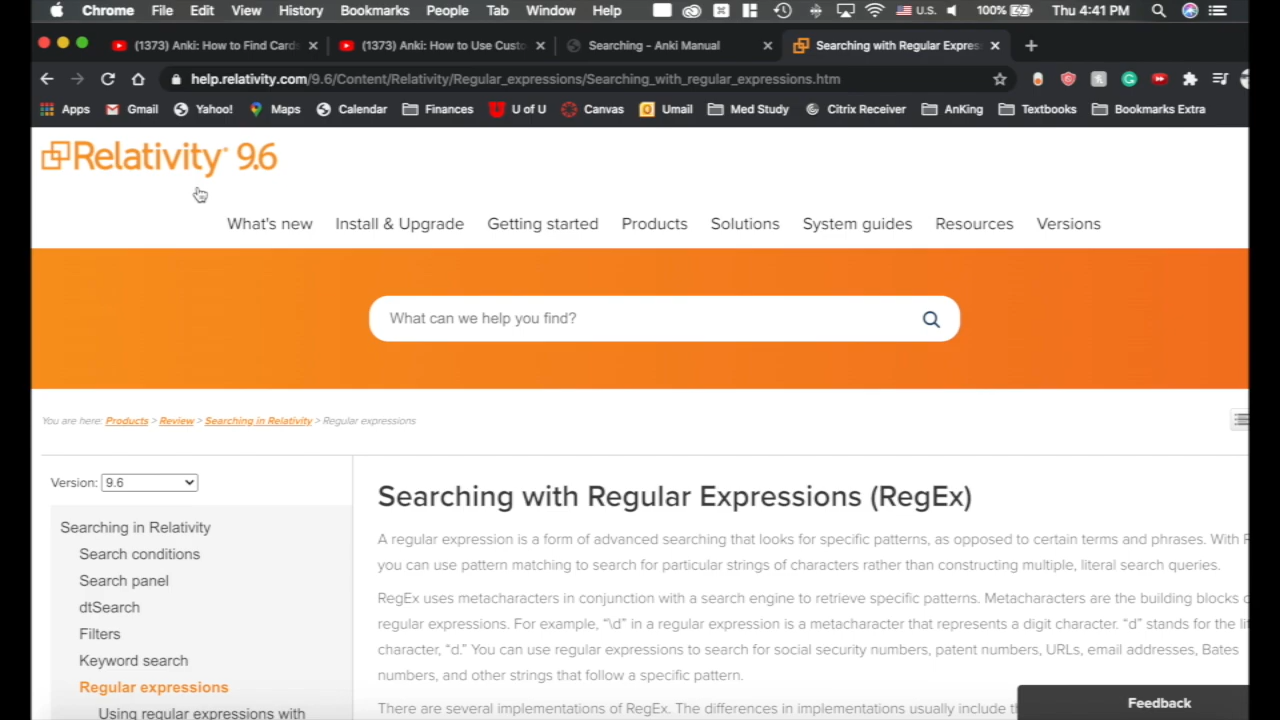 Chrome File Edit View History Bookmarks People Tab Window Help U.S. 100% Thu 4:41 PM
(1373) Anki: How to Find Cards (1373) Anki: How to Use Custo Searching - Anki Manual Searching with Regular Expres
help.relativity.com/9.6/Content/Relativity/Regular_expressions/Searching_with_regular_expressions.htm
Apps Gmail Yahoo! Maps Calendar Finances U of U Canvas Umail Med Study Citrix Receiver AnKing Textbooks Bookmarks Extra
Relativity 9.6
What's new Install & Upgrade Getting started Products Solutions System guides Resources Versions
What can we help you find?
You are here: Products > Review > Searching in Relativity > Regular expressions
Version: 9.6
Searching in Relativity
Search conditions
Search panel
dtSearch
Filters
Keyword search
Regular expressions
Using regular expressions with
Searching with Regular Expressions (RegEx)
A regular expression is a form of advanced searching that looks for specific patterns, as opposed to certain terms and phrases. With
you can use pattern matching to search for particular strings of characters rather than constructing multiple, literal search queries.
RegEx uses metacharacters in conjunction with a search engine to retrieve specific patterns. Metacharacters are the building blocks
regular expressions. For example, “\d” in a regular expression is a metacharacter that represents a digit character. “d” stands for the
character, “d.” You can use regular expressions to search for social security numbers, patent numbers, URLs, email addresses, Bates
numbers, and other strings that follow a specific pattern.
There are several implementations of RegEx. The differences in implementations usually include
Feedback